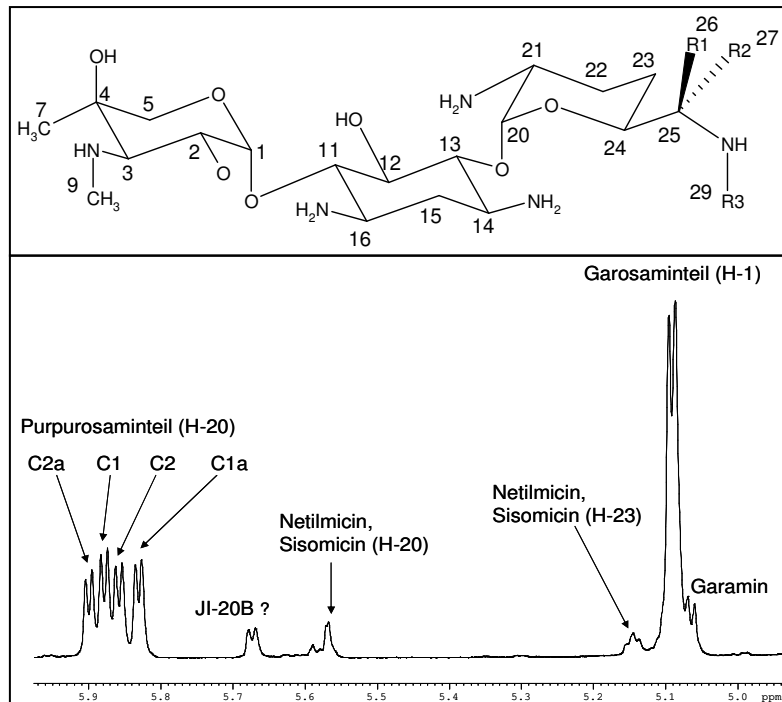 26
27
OH
21
R1
R2
23
7
4
5
H₂N
22
H₃C
O
HO
O
20
25
NH
HN
3
2
1
11
12
13
O
24
9
O
29
CH₃
O
H₂N
15
NH₂
R3
16
14
Garosaminteil (H-1)
Purpurosaminteil (H-20)
C2a C1 C2 C1a
Netilmicin,
Sisomicin (H-20)
Netilmicin,
Sisomicin (H-23)
JI-20B ?
Garamin
5.9 5.8 5.7 5.6 5.5 5.4 5.3 5.2 5.1 5.0 ppm